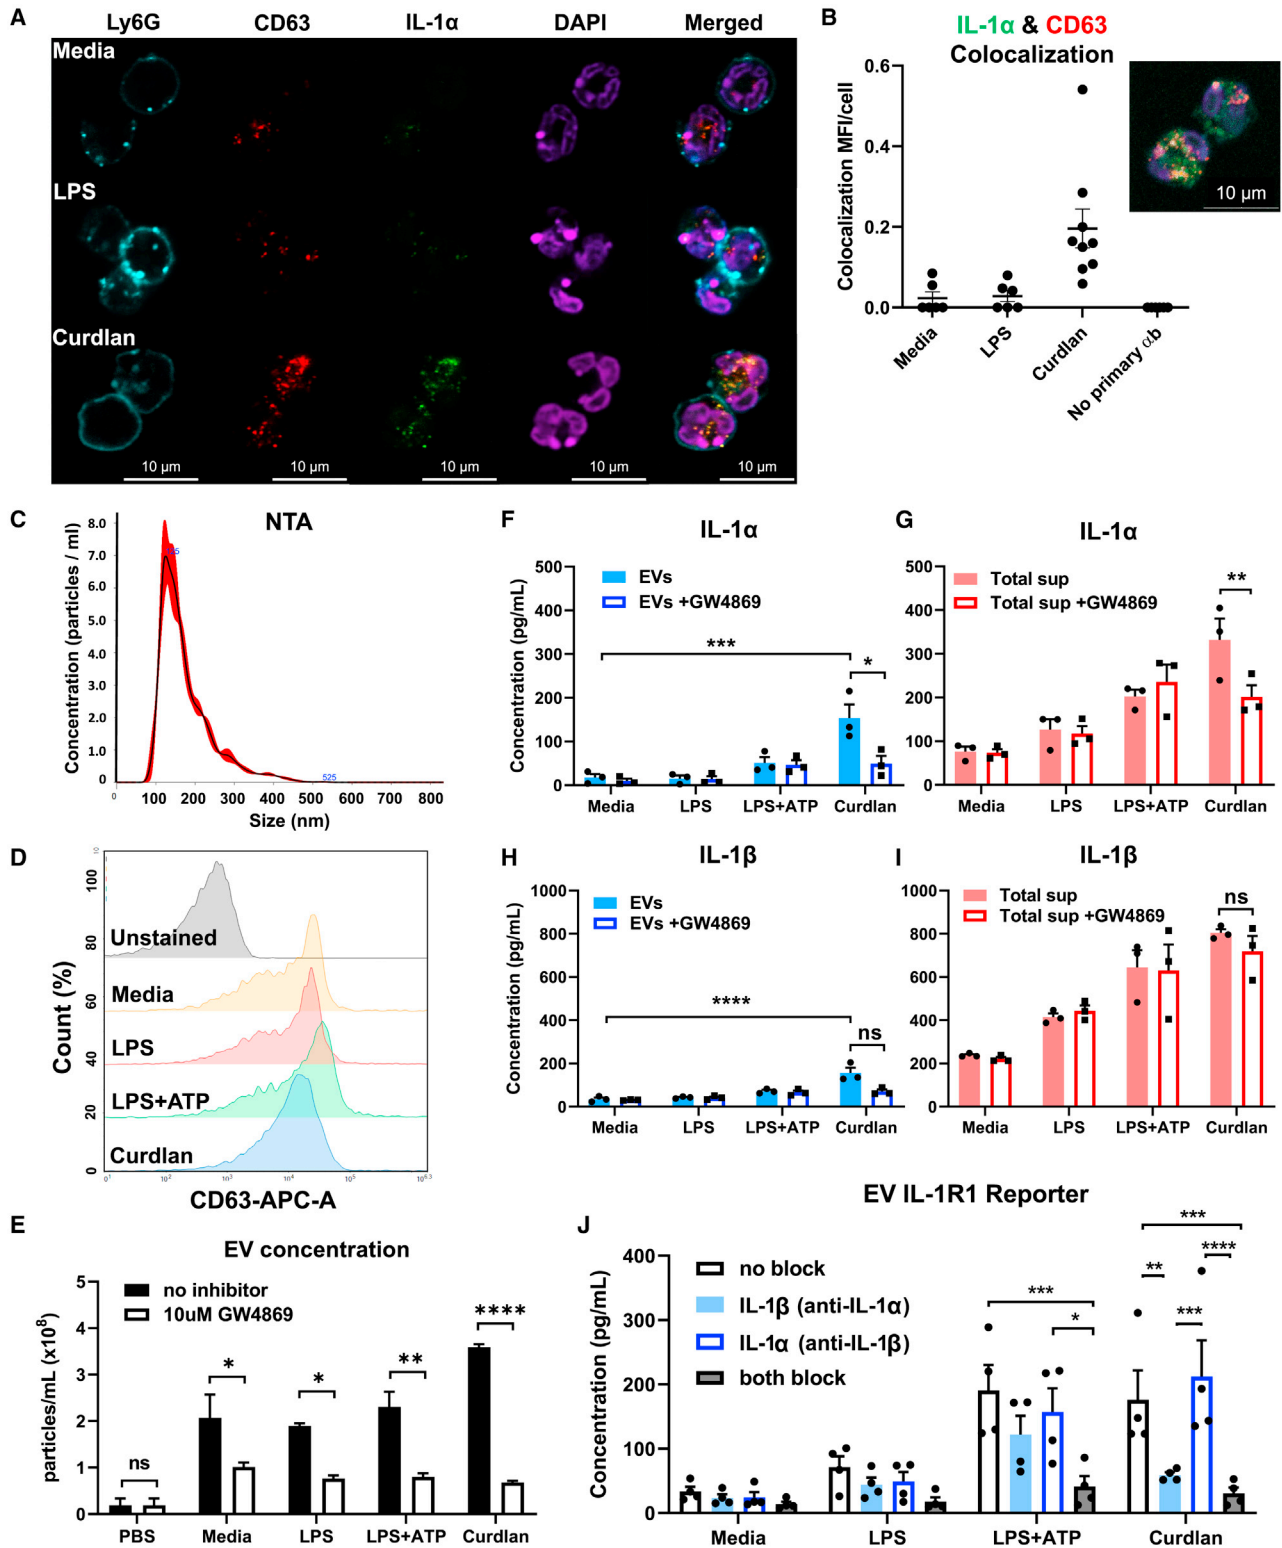 A
Ly6G CD63 IL-1α DAPI Merged
Media
LPS
Curdlan
10 µm 10 µm 10 µm 10 µm 10 µm
B
IL-1α & CD63
Colocalization
Colocalization MFI/cell
0.6
0.4
0.2
0.0
Media LPS Curdlan No primary αb
10 µm
C
NTA
Concentration (particles / ml)
8.0
7.0
6.0
5.0
4.0
3.0
2.0
1.0
0
525
0 100 200 300 400 500 600 700 800
Size (nm)
D
Count (%)
100
80
60
40
20
0
Unstained
Media
LPS
LPS+ATP
Curdlan
CD63-APC-A
E
EV concentration
particles/mL (x10⁸)
5
4
3
2
1
0
no inhibitor
10uM GW4869
ns * * ** ****
PBS Media LPS LPS+ATP Curdlan
F
IL-1α
Concentration (pg/mL)
500
400
300
200
100
0
EVs
EVs +GW4869
***
*
Media LPS LPS+ATP Curdlan
G
IL-1α
500
400
300
200
100
0
Total sup
Total sup +GW4869
**
Media LPS LPS+ATP Curdlan
H
IL-1β
Concentration (pg/mL)
1000
800
600
400
200
0
EVs
EVs +GW4869
****
ns
Media LPS LPS+ATP Curdlan
I
IL-1β
1000
800
600
400
200
0
Total sup
Total sup +GW4869
ns
Media LPS LPS+ATP Curdlan
J
EV IL-1R1 Reporter
Concentration (pg/mL)
400
300
200
100
0
no block
IL-1β (anti-IL-1α)
IL-1α (anti-IL-1β)
both block
***
*
***
****
**
***
Media LPS LPS+ATP Curdlan